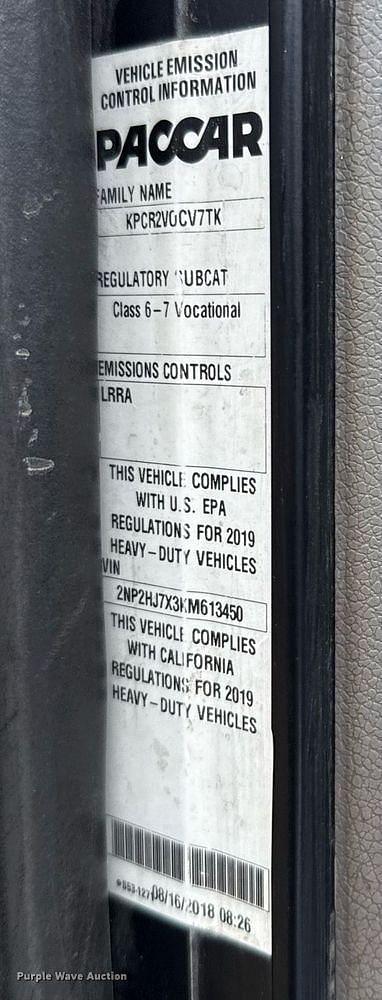 VEHICLE EMISSION
CONTROL INFORMATION
PACCAR
FAMILY NAME
KPCR2VOCV7TK
REGULATORY SUBCAT
Class 6-7 Vocational
EMISSIONS CONTROLS
LRRA
THIS VEHICLE COMPLIES
WITH U.S. EPA
REGULATIONS FOR 2019
HEAVY-DUTY VEHICLES
VIN
2NP2HJ7X3KM613450
THIS VEHICLE COMPLIES
WITH CALIFORNIA
REGULATIONS FOR 2019
HEAVY-DUTY VEHICLES
08/16/2018 08:26
Purple Wave Auction